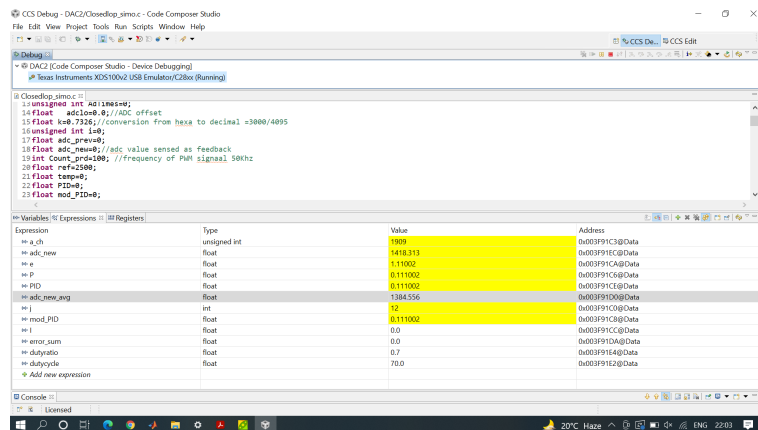 CCS Debug - DAC2/Closedlop_simo.c - Code Composer Studio
File Edit View Project Tools Run Scripts Window Help
CCS De... CCS Edit
Debug
DAC2 [Code Composer Studio - Device Debugging]
Texas Instruments XDS100v2 USB Emulator/C28xx (Running)
Closedlop_simo.c
13 unsigned int AdTimes=0;
14 float adclo=0.0;//ADC offset
15 float k=0.7326;//conversion from hexa to decimal =3000/4095
16 unsigned int i=0;
17 float adc_prev=0;
18 float adc_new=0;//adc value sensed as feedback
19 int Count_prd=100; //frequency of PWM signaal 50Khz
20 float ref=2500;
21 float temp=0;
22 float PID=0;
23 float mod_PID=0;
Variables Expressions Registers
Expression Type Value Address
a_ch unsigned int 1909 0x003F91C3@Data
adc_new float 1418.313 0x003F91EC@Data
e float 1.11002 0x003F91CA@Data
P float 0.111002 0x003F91C6@Data
PID float 0.111002 0x003F91CE@Data
adc_new_avg float 1384.556 0x003F91D0@Data
j int 12 0x003F91C0@Data
mod_PID float 0.111002 0x003F91C8@Data
I float 0.0 0x003F91CC@Data
error_sum float 0.0 0x003F91DA@Data
dutyratio float 0.7 0x003F91E4@Data
dutycycle float 70.0 0x003F91E2@Data
Add new expression
Console
Licensed
20°C Haze ENG 22:03